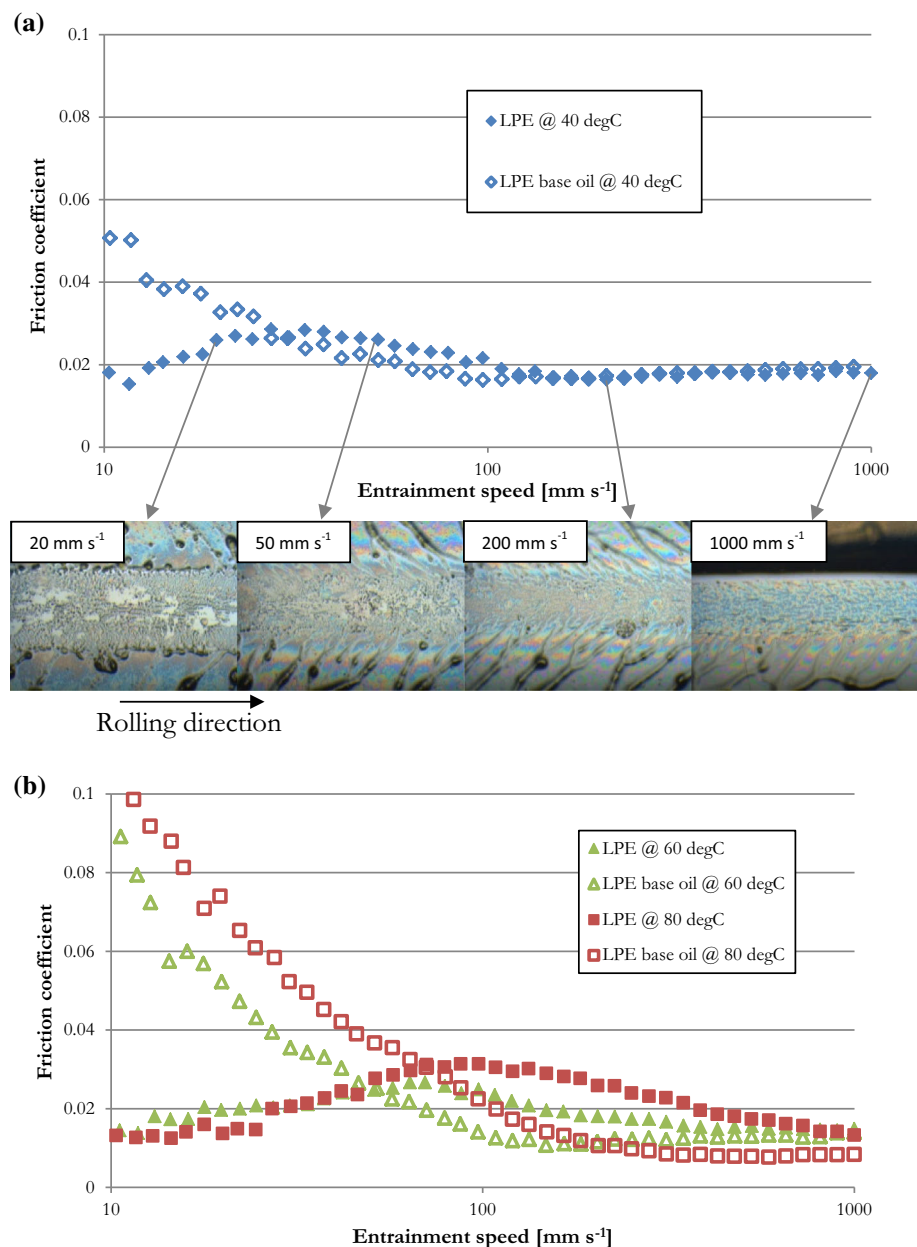 (a)
0.1
0.08
0.06
0.04
0.02
0
Friction coefficient
LPE @ 40 degC
LPE base oil @ 40 degC
10
100
1000
Entrainment speed [mm s-1]
20 mm s-1
50 mm s-1
200 mm s-1
1000 mm s-1
Rolling direction
(b)
0.1
0.08
0.06
0.04
0.02
0
Friction coefficient
LPE @ 60 degC
LPE base oil @ 60 degC
LPE @ 80 degC
LPE base oil @ 80 degC
10
100
1000
Entrainment speed [mm s-1]